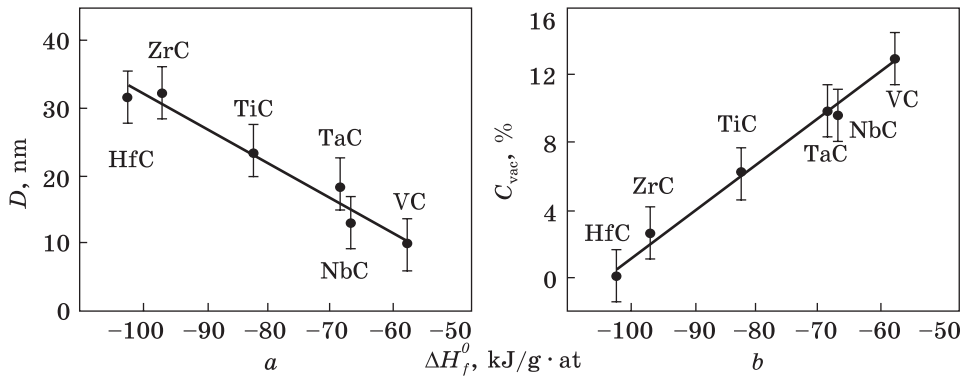 40
30
20
10
0
D, nm
ZrC
HfC
TiC
TaC
NbC
VC
−100 −90 −80 −70 −60 −50
a
16
12
8
4
0
C_vac, %
HfC
ZrC
TiC
TaC
NbC
VC
−100 −90 −80 −70 −60 −50
b
ΔH_f^0, kJ/g · at